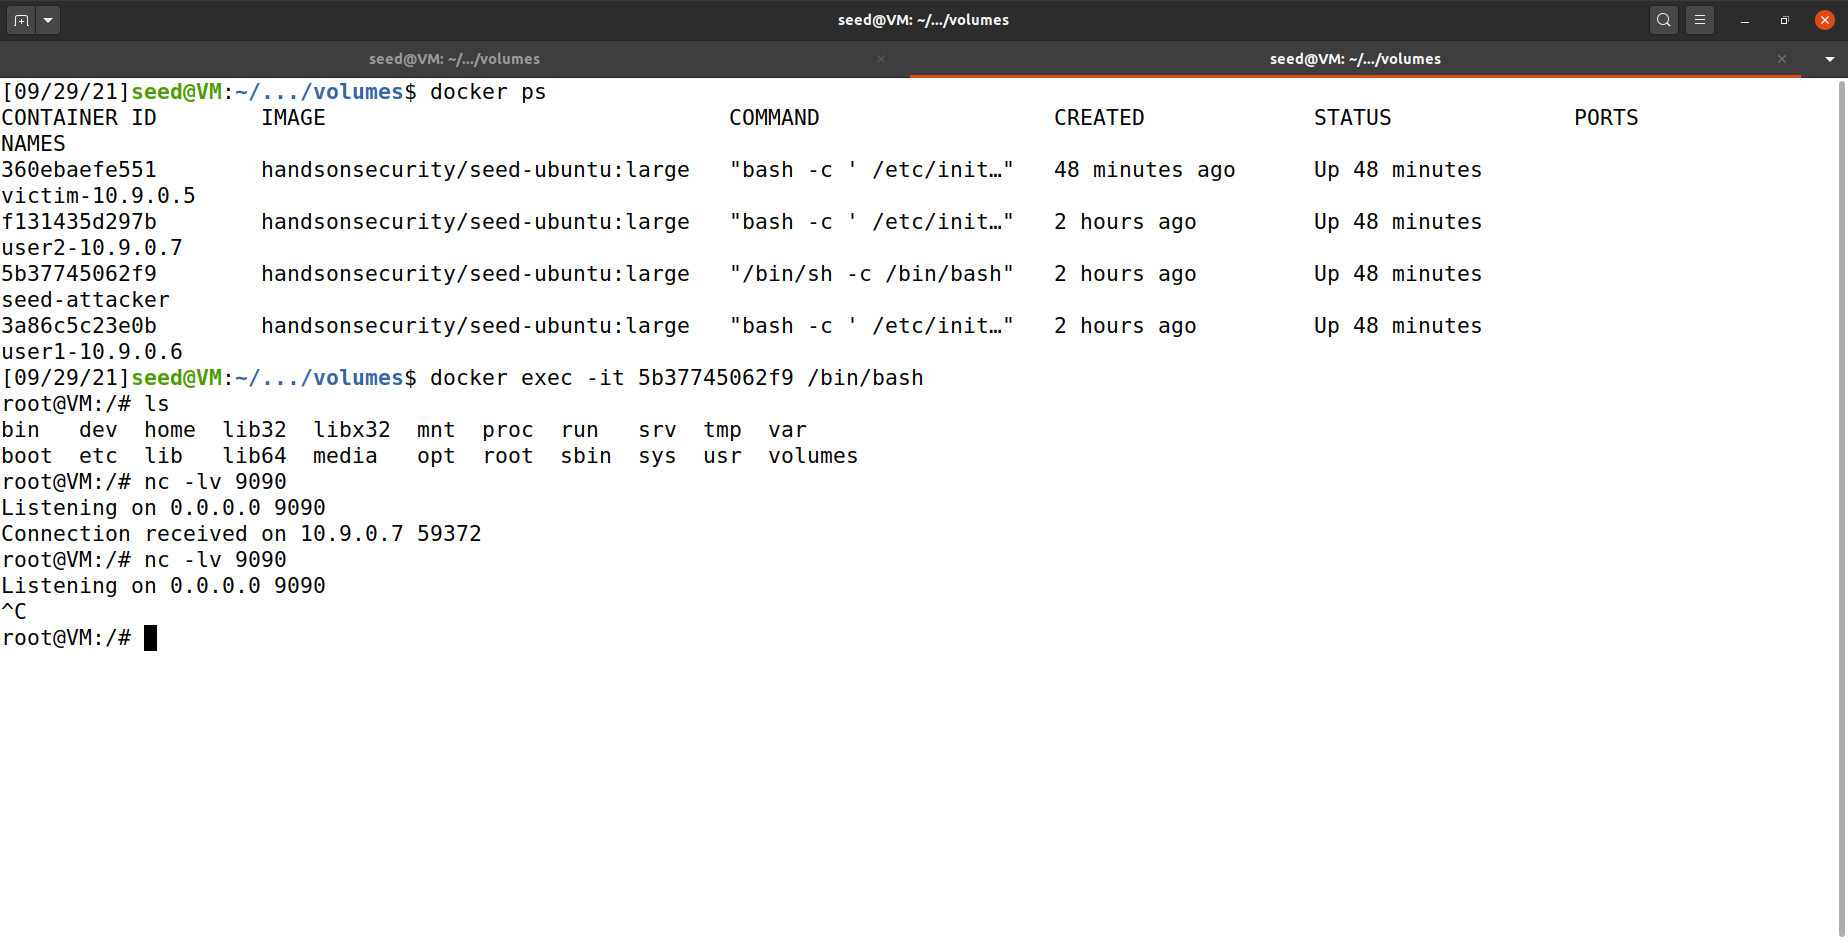 seed@VM: ~/.../volumes
seed@VM: ~/.../volumes seed@VM: ~/.../volumes
[09/29/21]seed@VM:~/.../volumes$ docker ps
CONTAINER ID        IMAGE                               COMMAND                  CREATED             STATUS              PORTS
NAMES
360ebaefe551        handsonsecurity/seed-ubuntu:large   "bash -c ' /etc/init…"   48 minutes ago      Up 48 minutes
victim-10.9.0.5
f131435d297b        handsonsecurity/seed-ubuntu:large   "bash -c ' /etc/init…"   2 hours ago         Up 48 minutes
user2-10.9.0.7
5b37745062f9        handsonsecurity/seed-ubuntu:large   "/bin/sh -c /bin/bash"   2 hours ago         Up 48 minutes
seed-attacker
3a86c5c23e0b        handsonsecurity/seed-ubuntu:large   "bash -c ' /etc/init…"   2 hours ago         Up 48 minutes
user1-10.9.0.6
[09/29/21]seed@VM:~/.../volumes$ docker exec -it 5b37745062f9 /bin/bash
root@VM:/# ls
bin   dev  home  lib32  libx32  mnt  proc  run   srv  tmp  var
boot  etc  lib   lib64  media   opt  root  sbin  sys  usr  volumes
root@VM:/# nc -lv 9090
Listening on 0.0.0.0 9090
Connection received on 10.9.0.7 59372
root@VM:/# nc -lv 9090
Listening on 0.0.0.0 9090
^C
root@VM:/#